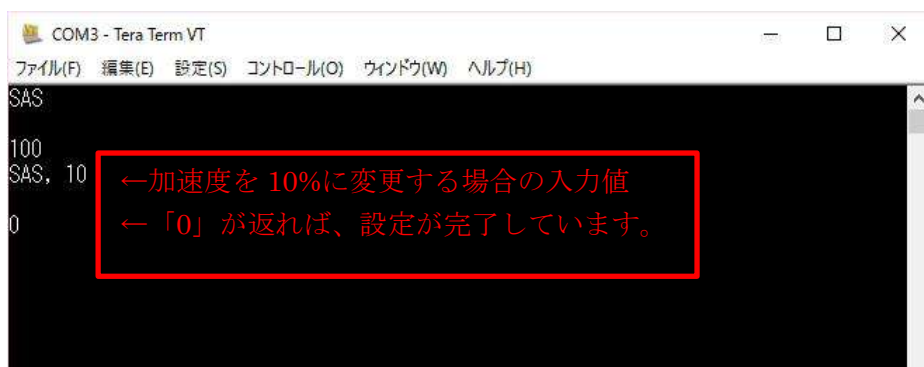 COM3 - Tera Term VT
ファイル(F) 編集(E) 設定(S) コントロール(O) ウィンドウ(W) ヘルプ(H)
SAS
100
SAS, 10 ←加速度を 10%に変更する場合の入力値
0 ←「0」が返れば、設定が完了しています。